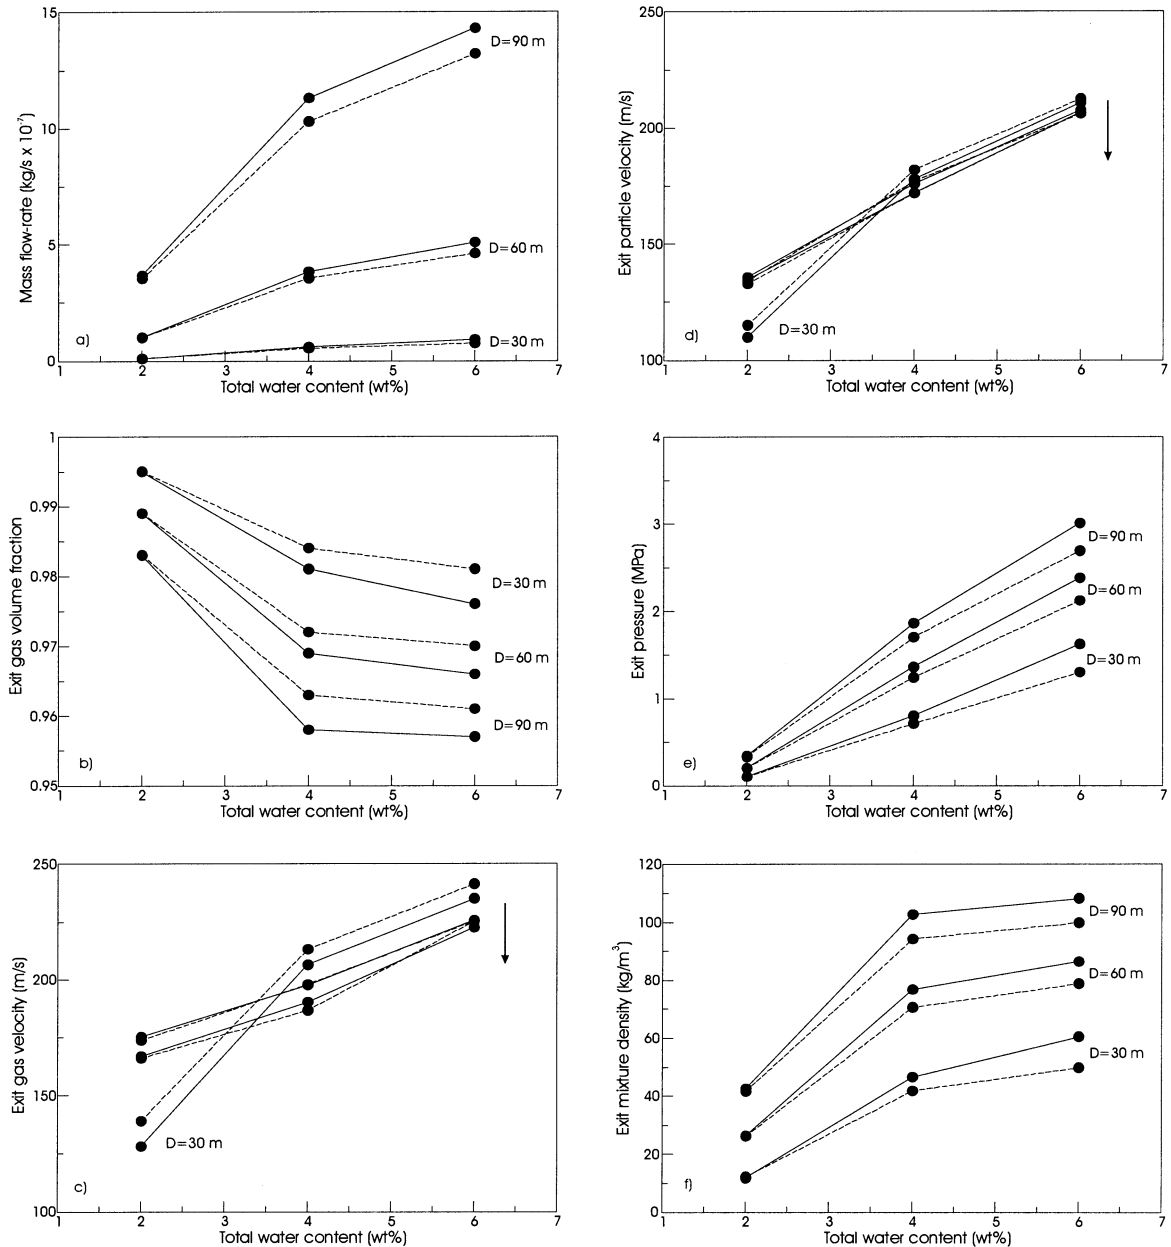 15
10
5
0
Mass flow-rate (kg/s x 10⁻⁷)
D=90 m
D=60 m
D=30 m
a)
1 2 3 4 5 6 7
Total water content (wt%)
250
200
150
100
Exit particle velocity (m/s)
D=30 m
d)
1 2 3 4 5 6 7
Total water content (wt%)
1
0.99
0.98
0.97
0.96
0.95
Exit gas volume fraction
D=30 m
D=60 m
D=90 m
b)
1 2 3 4 5 6 7
Total water content (wt%)
4
3
2
1
0
Exit pressure (MPa)
D=90 m
D=60 m
D=30 m
e)
1 2 3 4 5 6 7
Total water content (wt%)
250
200
150
100
Exit gas velocity (m/s)
D=30 m
c)
1 2 3 4 5 6 7
Total water content (wt%)
120
100
80
60
40
20
0
Exit mixture density (kg/m³)
D=90 m
D=60 m
D=30 m
f)
1 2 3 4 5 6 7
Total water content (wt%)